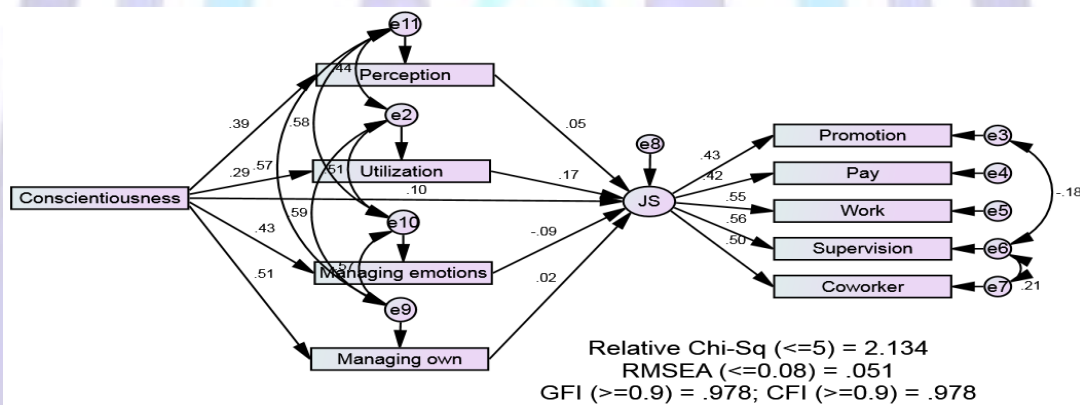 e11
.44
Perception
.39
.58
e2
.05
e8
Promotion
e3
.43
.29
.57
.51
Utilization
.17
.42
Pay
e4
-.18
Conscientiousness
.10
JS
.55
Work
e5
.59
e10
.56
.43
-.09
.50
Supervision
e6
Managing emotions
.57
.51
.02
Coworker
e7
.21
e9
Managing own
Relative Chi-Sq (<=5) = 2.134
RMSEA (<=0.08) = .051
GFI (>=0.9) = .978; CFI (>=0.9) = .978